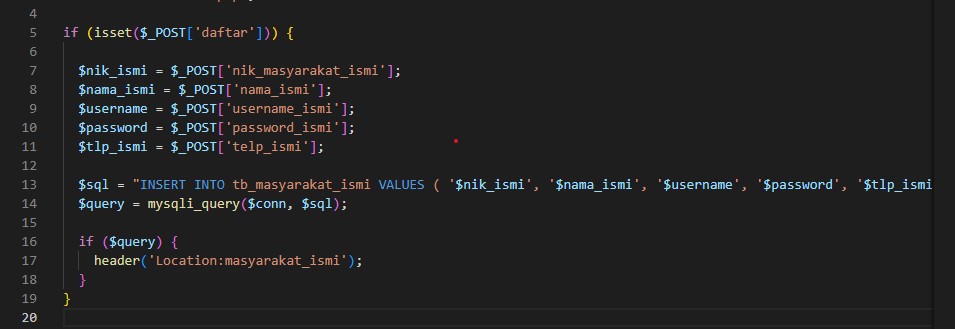 4
5 if (isset($_POST['daftar'])) {
6
7 $nik_ismi = $_POST['nik_masyarakat_ismi'];
8 $nama_ismi = $_POST['nama_ismi'];
9 $username = $_POST['username_ismi'];
10 $password = $_POST['password_ismi'];
11 $tlp_ismi = $_POST['telp_ismi'];
12
13 $sql = "INSERT INTO tb_masyarakat_ismi VALUES ( '$nik_ismi', '$nama_ismi', '$username', '$password', '$tlp_ismi
14 $query = mysqli_query($conn, $sql);
15
16 if ($query) {
17 header('Location:masyarakat_ismi');
18 }
19 }
20